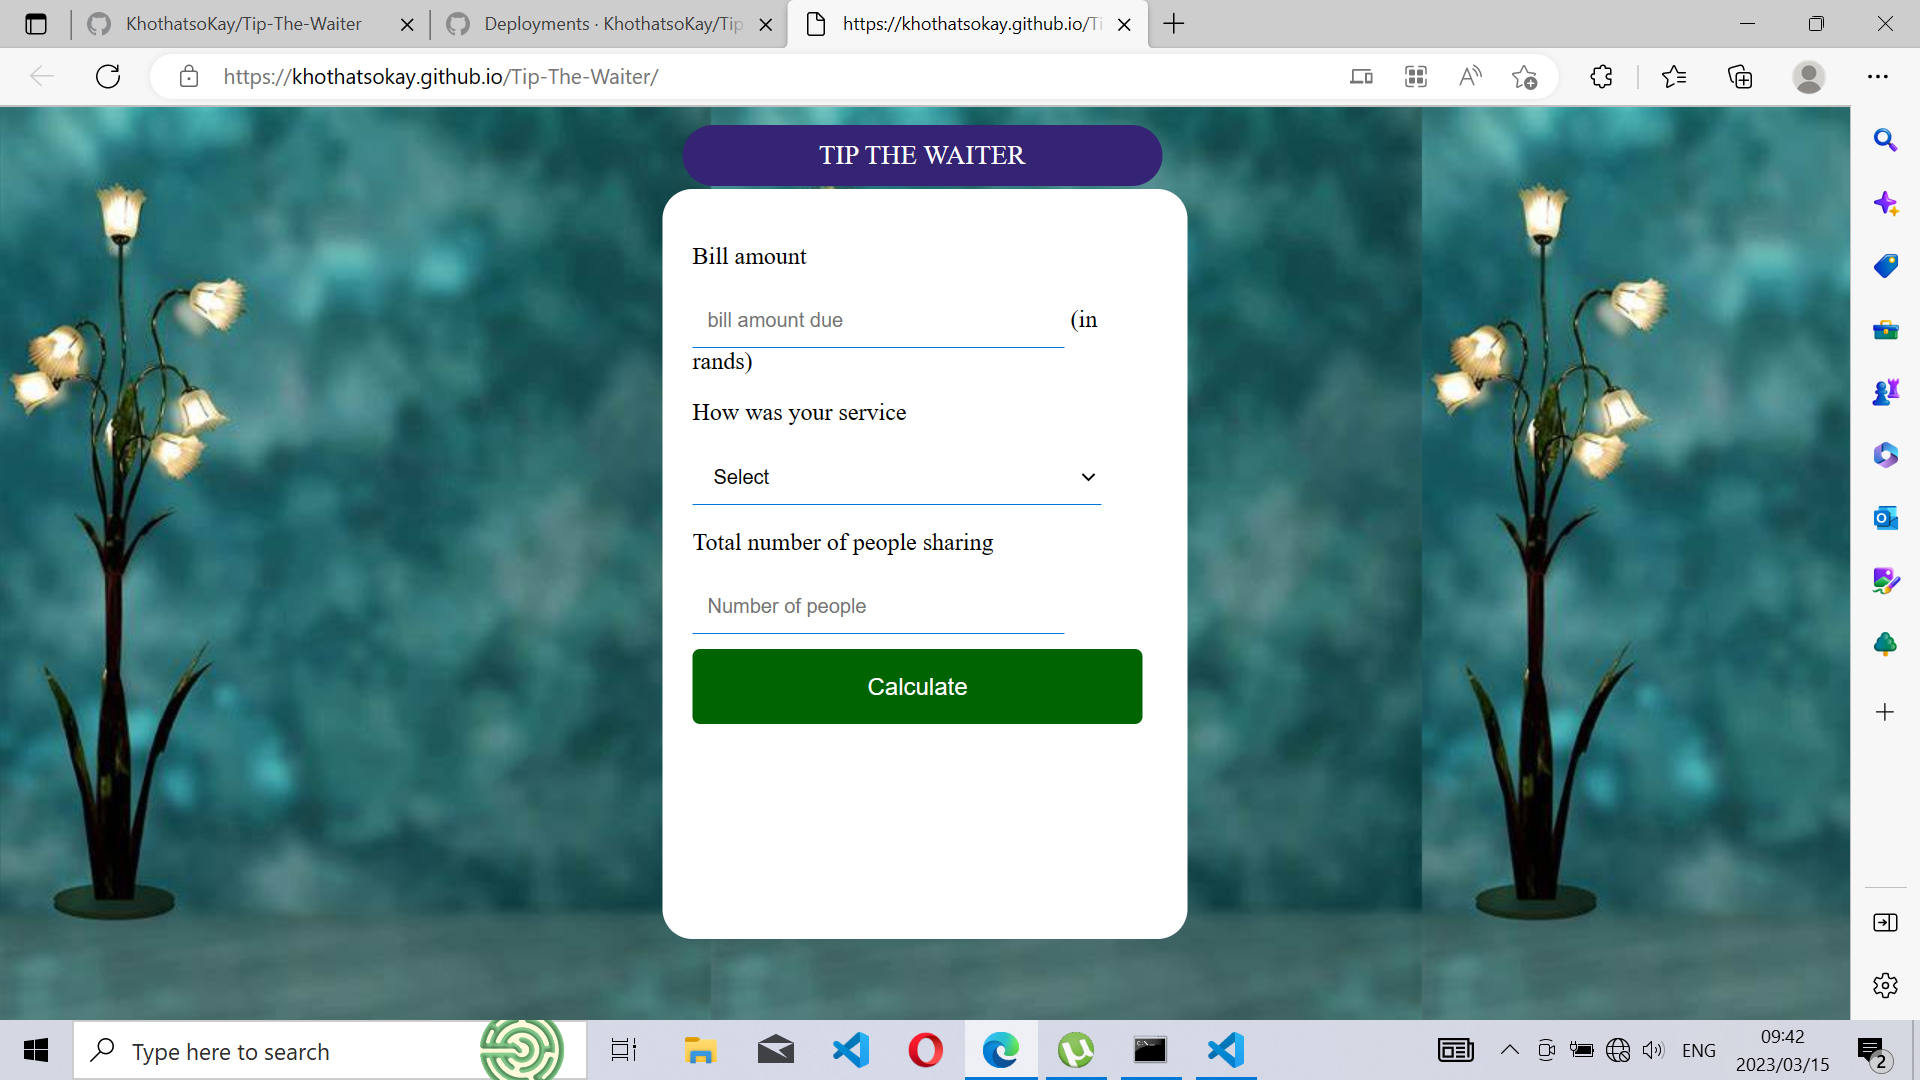 KhothatsoKay/Tip-The-Waiter
Deployments · KhothatsoKay/Tip
https://khothatsokay.github.io/Ti
https://khothatsokay.github.io/Tip-The-Waiter/
TIP THE WAITER
Bill amount
bill amount due (in
rands)
How was your service
Select
Total number of people sharing
Number of people
Calculate
Type here to search
ENG
09:42
2023/03/15
2